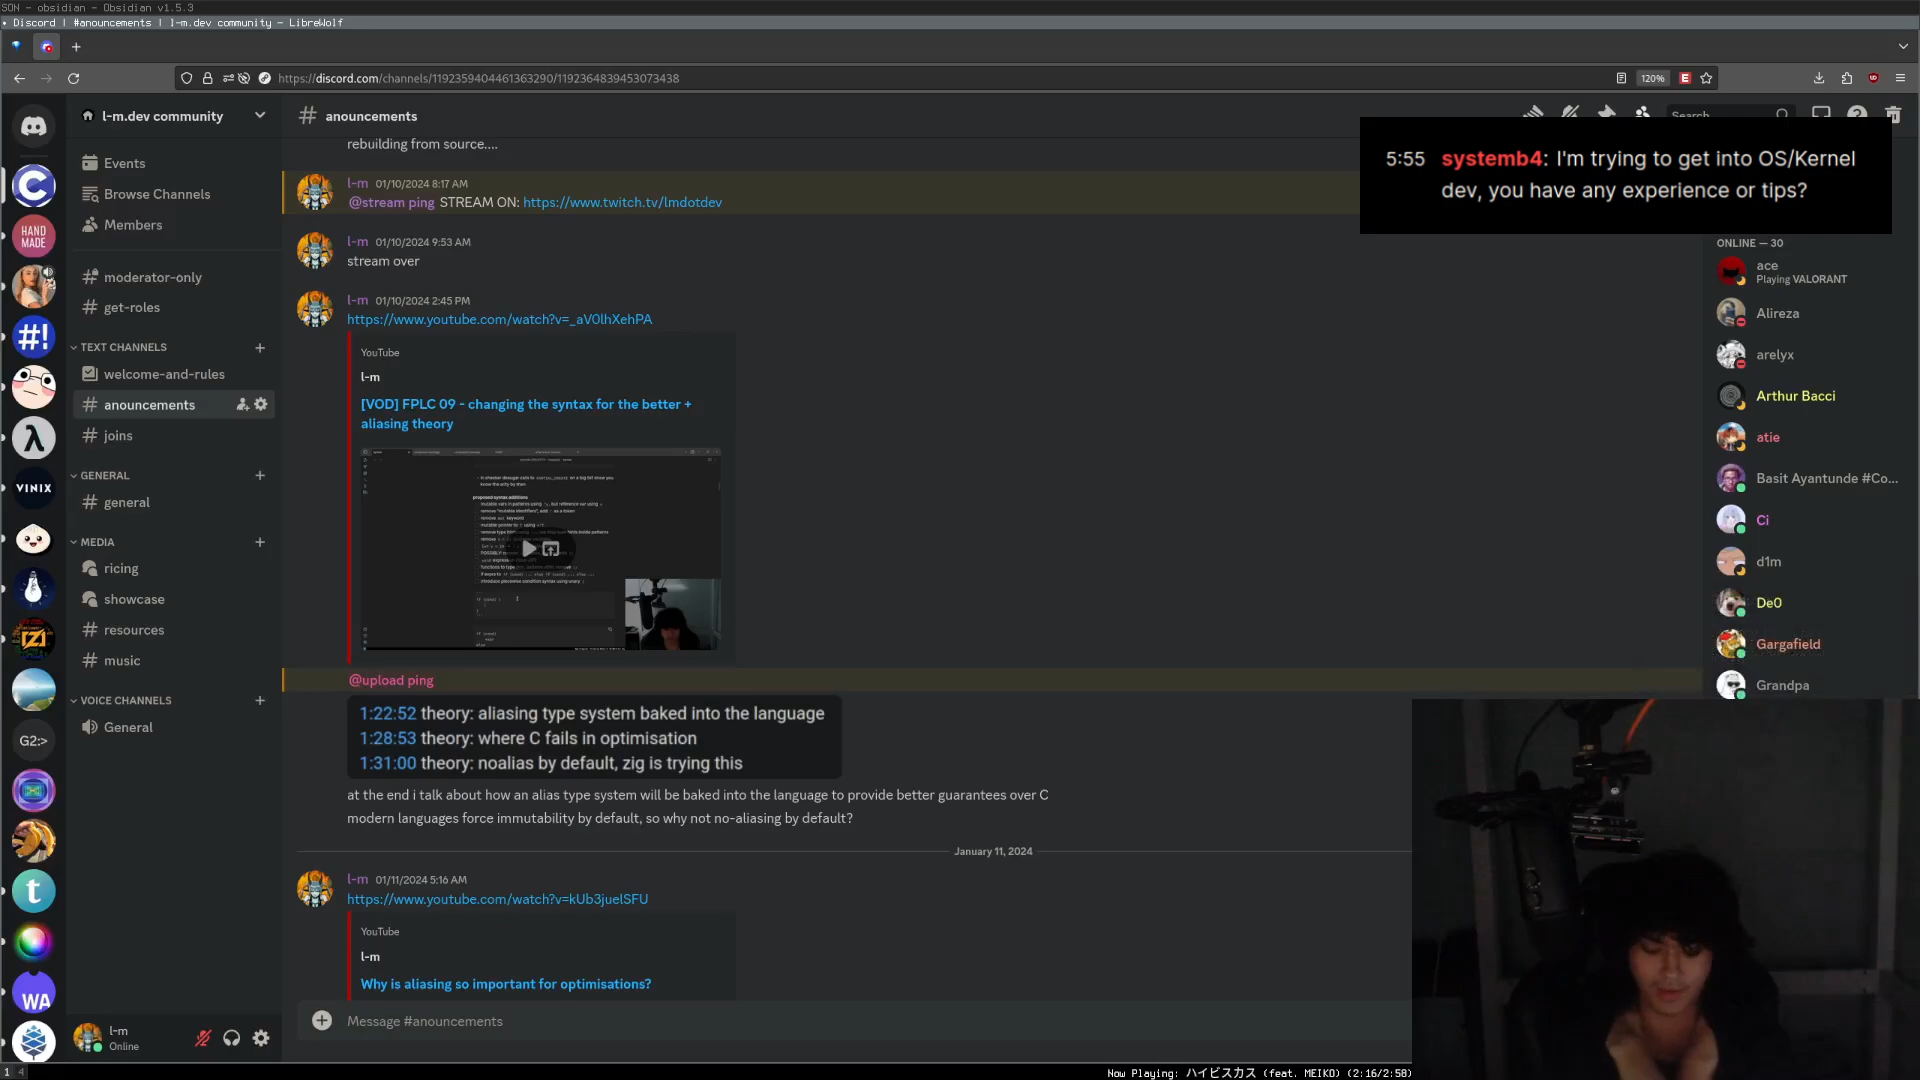 SON - obsidian - Obsidian v1.5.3
• Discord | #anouncements | l-m.dev community — LibreWolf
https://discord.com/channels/1192359404461363290/1192364839453073438
120%
l-m.dev community
Events
Browse Channels
Members
moderator-only
get-roles
TEXT CHANNELS
welcome-and-rules
anouncements
joins
GENERAL
general
MEDIA
ricing
showcase
resources
music
VOICE CHANNELS
General
HAND
MADE
#!
VINIX
G2:>
t
WA
l-m
Online
anouncements
Search
rebuilding from source....
l-m 01/10/2024 8:17 AM
@stream ping STREAM ON: https://www.twitch.tv/lmdotdev
l-m 01/10/2024 9:53 AM
stream over
l-m 01/10/2024 2:45 PM
https://www.youtube.com/watch?v=_aV0lhXehPA
YouTube
l-m
[VOD] FPLC 09 - changing the syntax for the better +
aliasing theory
@upload ping
1:22:52 theory: aliasing type system baked into the language
1:28:53 theory: where C fails in optimisation
1:31:00 theory: noalias by default, zig is trying this
at the end i talk about how an alias type system will be baked into the language to provide better guarantees over C
modern languages force immutability by default, so why not no-aliasing by default?
January 11, 2024
l-m 01/11/2024 5:16 AM
https://www.youtube.com/watch?v=kUb3juelSFU
YouTube
l-m
Why is aliasing so important for optimisations?
Message #anouncements
5:55 systemb4: I'm trying to get into OS/Kernel
dev, you have any experience or tips?
ONLINE — 30
ace
Playing VALORANT
Alireza
arelyx
Arthur Bacci
atie
Basit Ayantunde #Co...
Ci
d1m
De0
Gargafield
Grandpa
1 4
Now Playing: ハイビスカス (feat. MEIKO) (2:16/2:58)